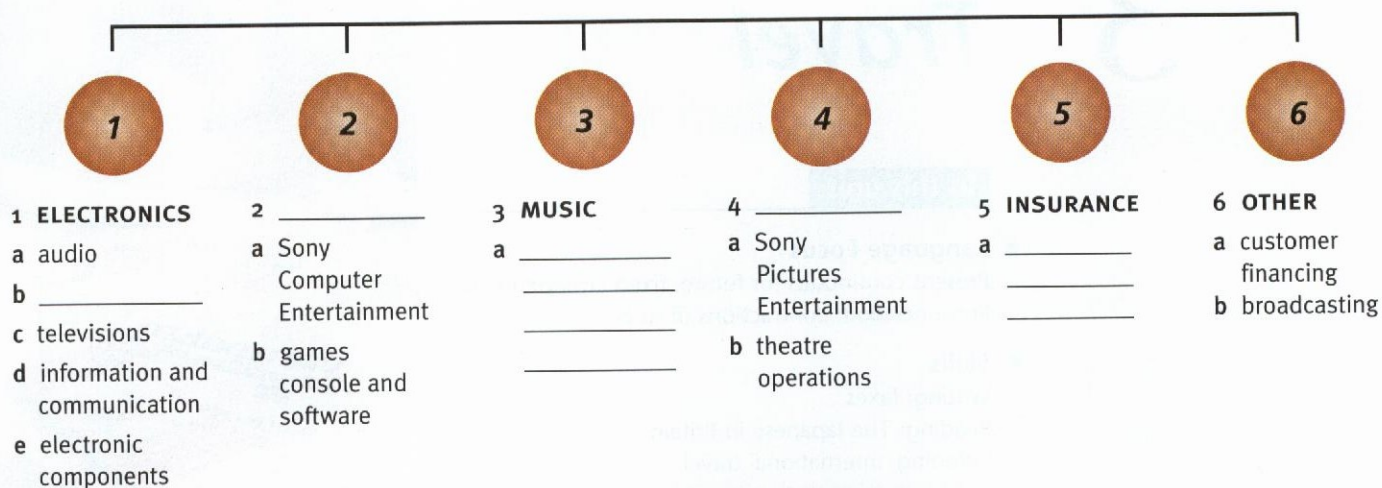 1
2
3
4
5
6
1 ELECTRONICS
a audio
b
c televisions
d information and
communication
e electronic
components
2
a Sony
Computer
Entertainment
b games
console and
software
3 MUSIC
a
4
a Sony
Pictures
Entertainment
b theatre
operations
5 INSURANCE
a
6 OTHER
a customer
financing
b broadcasting